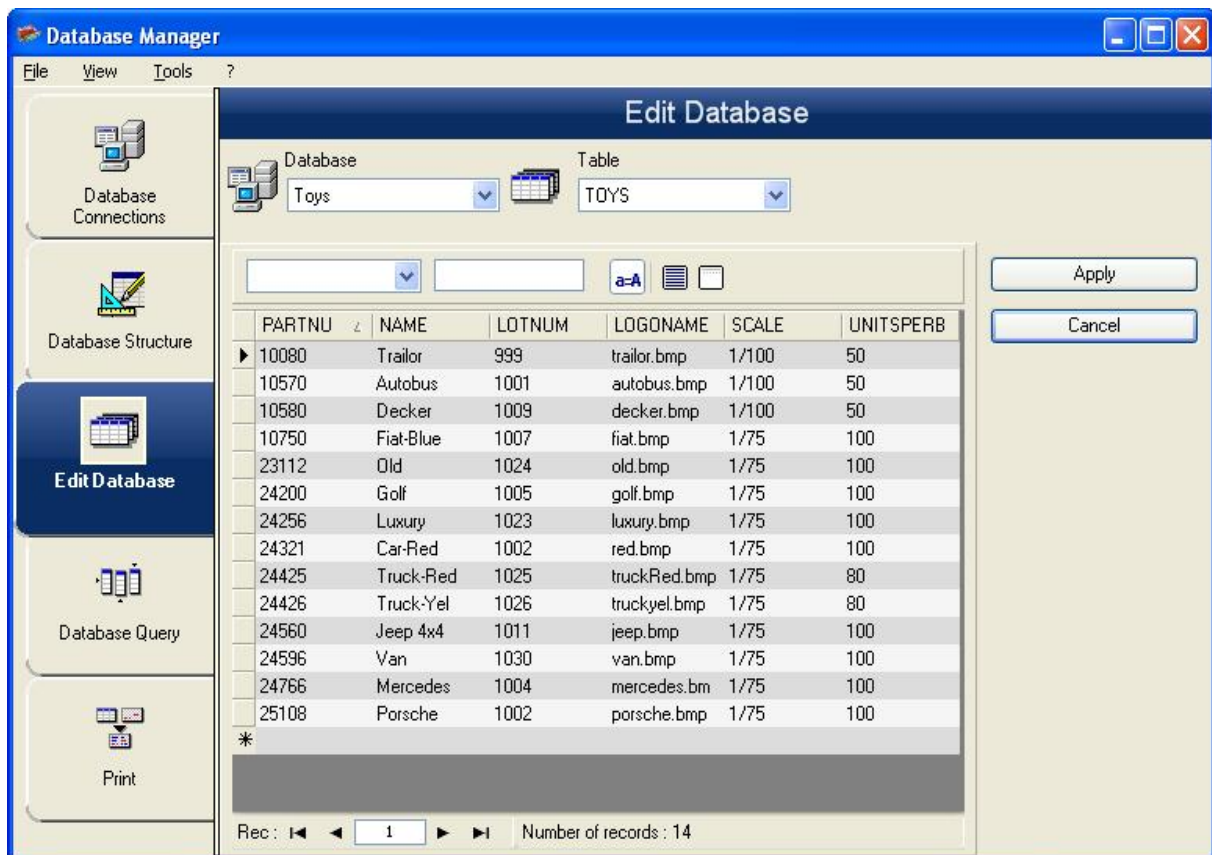 Database Manager
File View Tools ?
Database Connections
Database Structure
Edit Database
Database Query
Print
Edit Database
Database Table
Toys TOYS
a=A
Apply
Cancel
PARTNU NAME LOTNUM LOGONAME SCALE UNITSPERB
10080 Trailor 999 trailor.bmp 1/100 50
10570 Autobus 1001 autobus.bmp 1/100 50
10580 Decker 1009 decker.bmp 1/100 50
10750 Fiat-Blue 1007 fiat.bmp 1/75 100
23112 Old 1024 old.bmp 1/75 100
24200 Golf 1005 golf.bmp 1/75 100
24256 Luxury 1023 luxury.bmp 1/75 100
24321 Car-Red 1002 red.bmp 1/75 100
24425 Truck-Red 1025 truckRed.bmp 1/75 80
24426 Truck-Yel 1026 truckyel.bmp 1/75 80
24560 Jeep 4x4 1011 jeep.bmp 1/75 100
24596 Van 1030 van.bmp 1/75 100
24766 Mercedes 1004 mercedes.bm 1/75 100
25108 Porsche 1002 porsche.bmp 1/75 100
Rec : 1 Number of records : 14